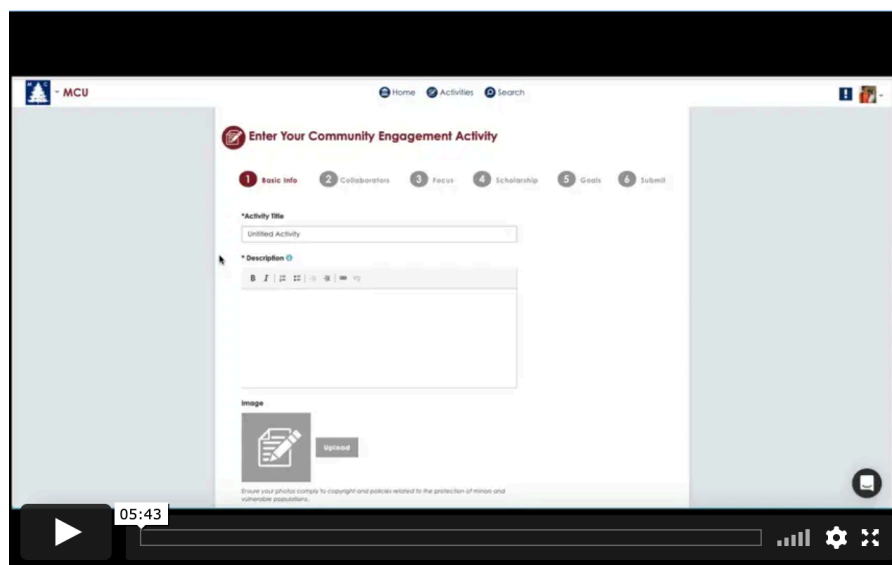 M C
MCU
Home Activities Search
Enter Your Community Engagement Activity
1 Basic Info 2 Collaborators 3 Focus 4 Scholarship 5 Goals 6 Submit
*Activity Title
Untitled Activity
* Description
B I
Image
Upload
Ensure your photos comply to copyright and policies related to the protection of minors and
vulnerable populations.
05:43